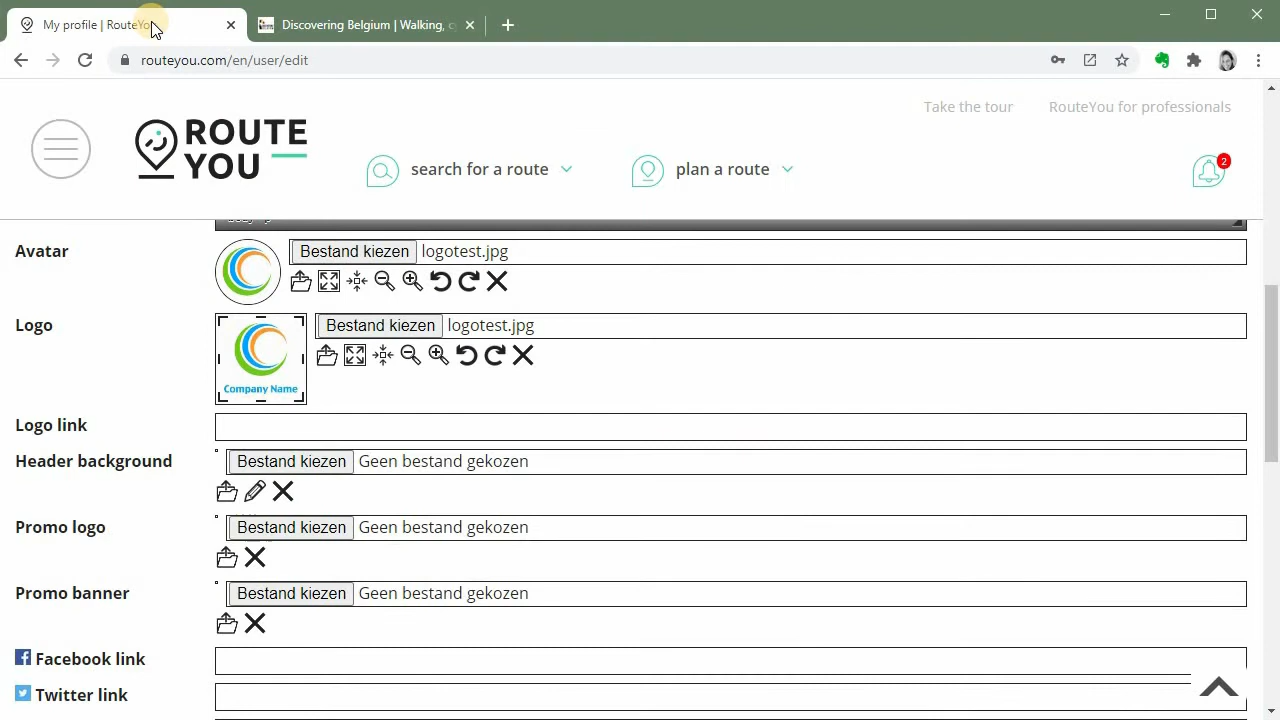 My profile | RouteYo
Discovering Belgium | Walking, c
routeyou.com/en/user/edit
Take the tour
RouteYou for professionals
ROUTE
YOU
search for a route
plan a route
2
Avatar
Bestand kiezen logotest.jpg
Logo
Bestand kiezen logotest.jpg
Company Name
Logo link
Header background
Bestand kiezen Geen bestand gekozen
Promo logo
Bestand kiezen Geen bestand gekozen
Promo banner
Bestand kiezen Geen bestand gekozen
Facebook link
Twitter link